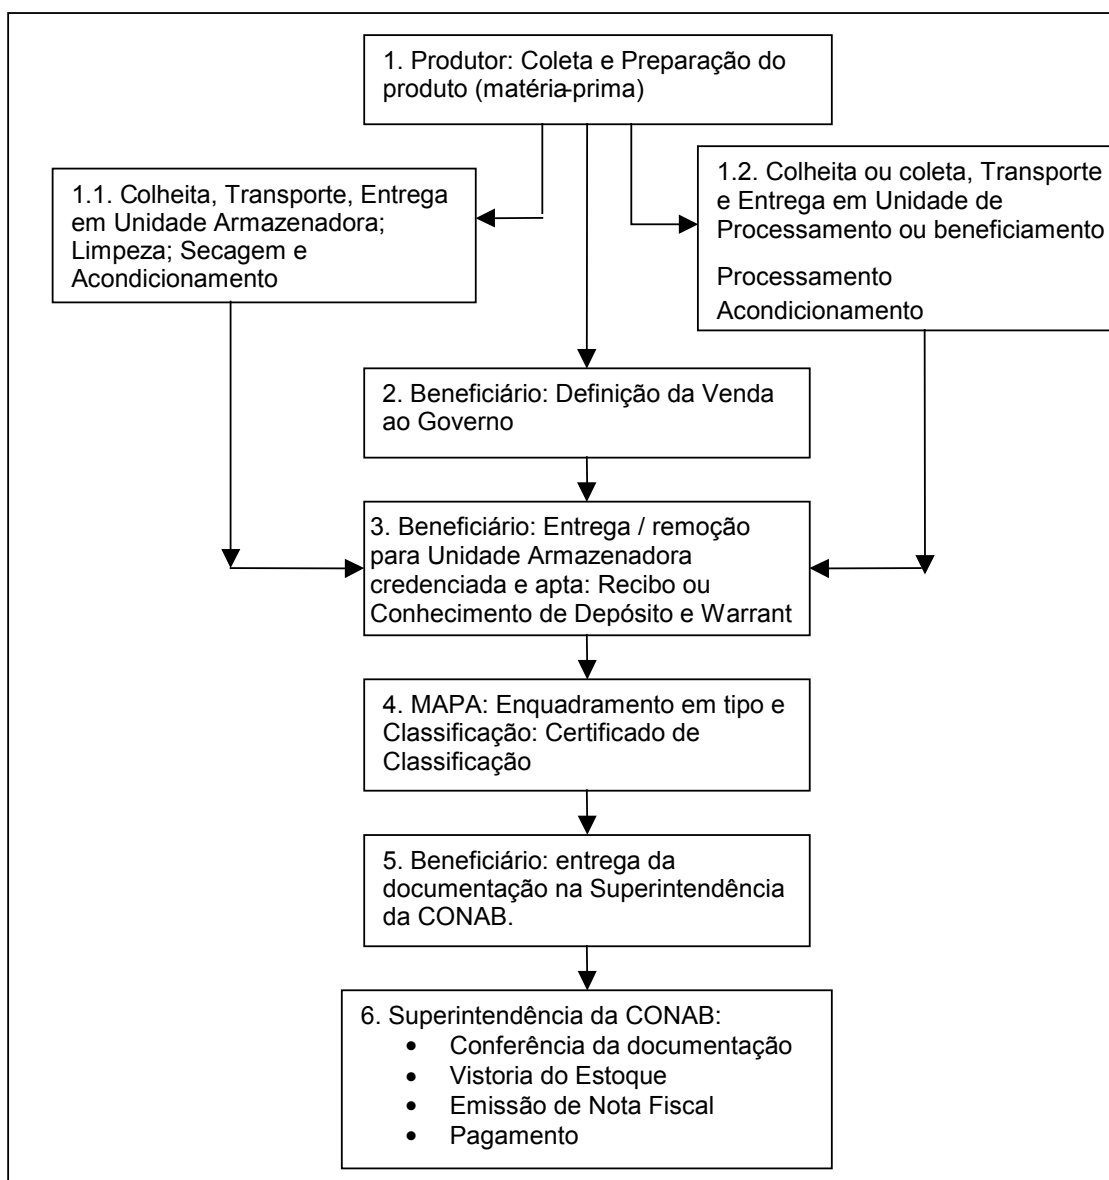 1. Produtor: Coleta e Preparação do
produto (matéria-prima)
1.1. Colheita, Transporte, Entrega
em Unidade Armazenadora;
Limpeza; Secagem e
Acondicionamento
1.2. Colheita ou coleta, Transporte
e Entrega em Unidade de
Processamento ou beneficiamento
Processamento
Acondicionamento
2. Beneficiário: Definição da Venda
ao Governo
3. Beneficiário: Entrega / remoção
para Unidade Armazenadora
credenciada e apta: Recibo ou
Conhecimento de Depósito e Warrant
4. MAPA: Enquadramento em tipo e
Classificação: Certificado de
Classificação
5. Beneficiário: entrega da
documentação na Superintendência
da CONAB.
6. Superintendência da CONAB:
• Conferência da documentação
• Vistoria do Estoque
• Emissão de Nota Fiscal
• Pagamento